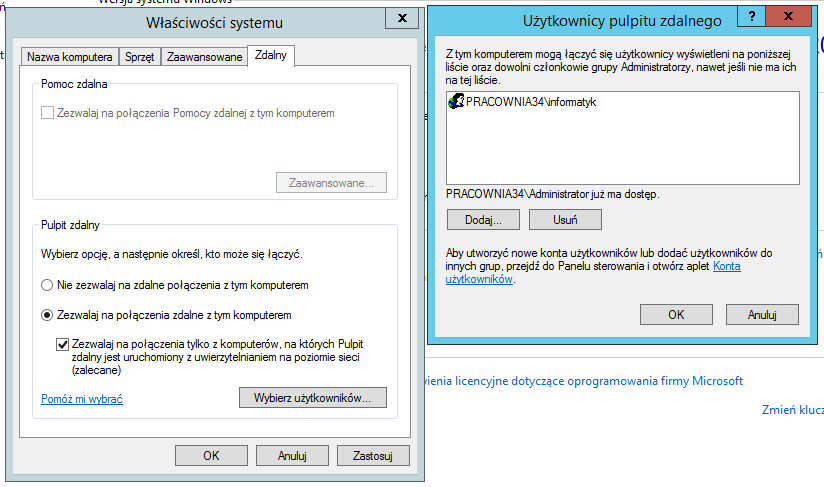 Wersja systemu Windows
Właściwości systemu
x
Nazwa komputera
Sprzęt
Zaawansowane
Zdalny
Pomoc zdalna
Zezwalaj na połączenia Pomocy zdalnej z tym komputerem
Zaawansowane...
Pulpit zdalny
Wybierz opcję, a następnie określ, kto może się łączyć.
Nie zezwalaj na zdalne połączenia z tym komputerem
Zezwalaj na połączenia zdalne z tym komputerem
Zezwalaj na połączenia tylko z komputerów, na których Pulpit
zdalny jest uruchomiony z uwierzytelnianiem na poziomie sieci
(zalecane)
Pomóż mi wybrać
Wybierz użytkowników...
OK
Anuluj
Zastosuj
Użytkownicy pulpitu zdalnego
?
x
Z tym komputerem mogą łączyć się użytkownicy wyświetleni na poniższej
liście oraz dowolni członkowie grupy Administratorzy, nawet jeśli nie ma ich
na tej liście.
PRACOWNIA34\informatyk
PRACOWNIA34\Administrator już ma dostęp.
Dodaj...
Usuń
Aby utworzyć nowe konta użytkowników lub dodać użytkowników do
innych grup, przejdź do Panelu sterowania i otwórz aplet Konta
użytkowników.
OK
Anuluj
ienia licencyjne dotyczące oprogramowania firmy Microsoft
Zmień klucz